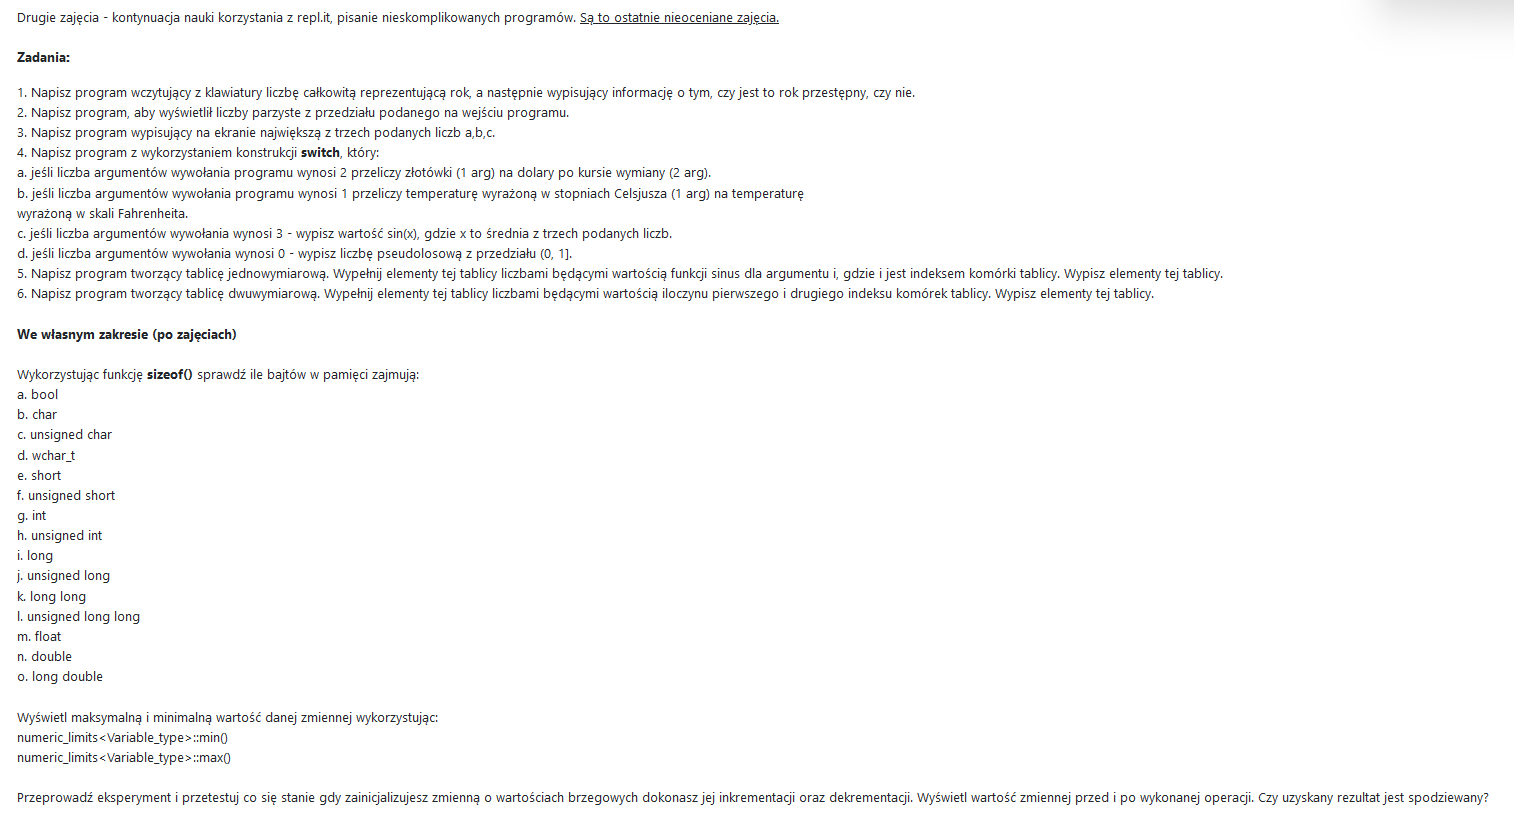 Drugie zajęcia - kontynuacja nauki korzystania z repl.it, pisanie nieskomplikowanych programów. Są to ostatnie nieoceniane zajęcia.
Zadania:
1. Napisz program wczytujący z klawiatury liczbę całkowitą reprezentującą rok, a następnie wypisujący informację o tym, czy jest to rok przestępny, czy nie.
2. Napisz program, aby wyświetlił liczby parzyste z przedziału podanego na wejściu programu.
3. Napisz program wypisujący na ekranie największą z trzech podanych liczb a,b,c.
4. Napisz program z wykorzystaniem konstrukcji switch, który:
a. jeśli liczba argumentów wywołania programu wynosi 2 przeliczy złotówki (1 arg) na dolary po kursie wymiany (2 arg).
b. jeśli liczba argumentów wywołania programu wynosi 1 przeliczy temperaturę wyrażoną w stopniach Celsjusza (1 arg) na temperaturę
wyrażoną w skali Fahrenheita.
c. jeśli liczba argumentów wywołania wynosi 3 - wypisz wartość sin(x), gdzie x to średnia z trzech podanych liczb.
d. jeśli liczba argumentów wywołania wynosi 0 - wypisz liczbę pseudolosową z przedziału (0, 1].
5. Napisz program tworzący tablicę jednowymiarową. Wypełnij elementy tej tablicy liczbami będącymi wartością funkcji sinus dla argumentu i, gdzie i jest indeksem komórki tablicy. Wypisz elementy tej tablicy.
6. Napisz program tworzący tablicę dwuwymiarową. Wypełnij elementy tej tablicy liczbami będącymi wartością iloczynu pierwszego i drugiego indeksu komórek tablicy. Wypisz elementy tej tablicy.
We własnym zakresie (po zajęciach)
Wykorzystując funkcję sizeof() sprawdź ile bajtów w pamięci zajmują:
a. bool
b. char
c. unsigned char
d. wchar_t
e. short
f. unsigned short
g. int
h. unsigned int
i. long
j. unsigned long
k. long long
l. unsigned long long
m. float
n. double
o. long double
Wyświetl maksymalną i minimalną wartość danej zmiennej wykorzystując:
numeric_limits<Variable_type>::min()
numeric_limits<Variable_type>::max()
Przeprowadź eksperyment i przetestuj co się stanie gdy zainicjalizujesz zmienną o wartościach brzegowych dokonasz jej inkrementacji oraz dekrementacji. Wyświetl wartość zmiennej przed i po wykonanej operacji. Czy uzyskany rezultat jest spodziewany?